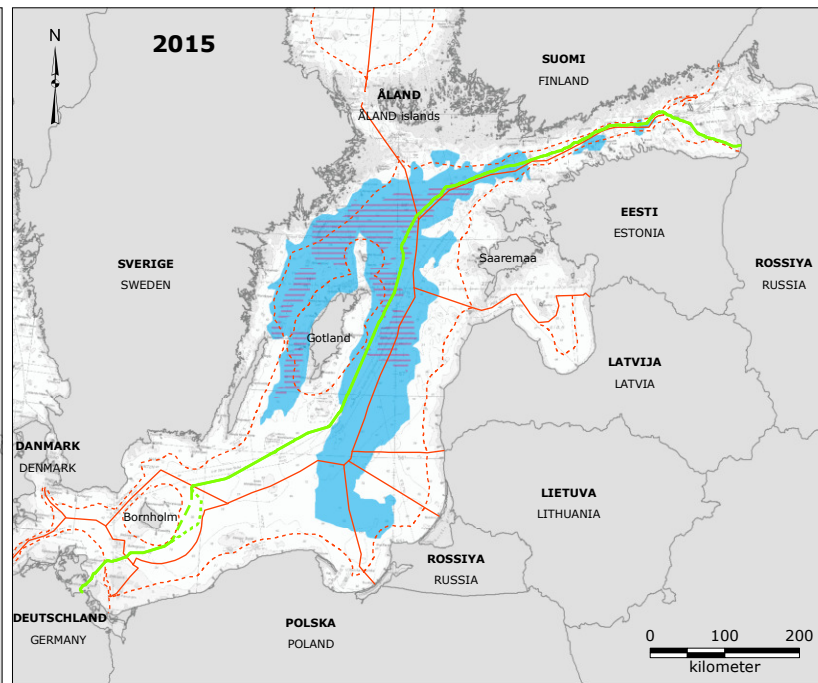 N
2015
SUOMI
FINLAND
ÅLAND
ÅLAND islands
EESTI
ESTONIA
Saaremaa
SVERIGE
SWEDEN
ROSSIYA
RUSSIA
Gotland
LATVIJA
LATVIA
DANMARK
DENMARK
LIETUVA
LITHUANIA
Bornholm
ROSSIYA
RUSSIA
DEUTSCHLAND
GERMANY
POLSKA
POLAND
0 100 200
kilometer